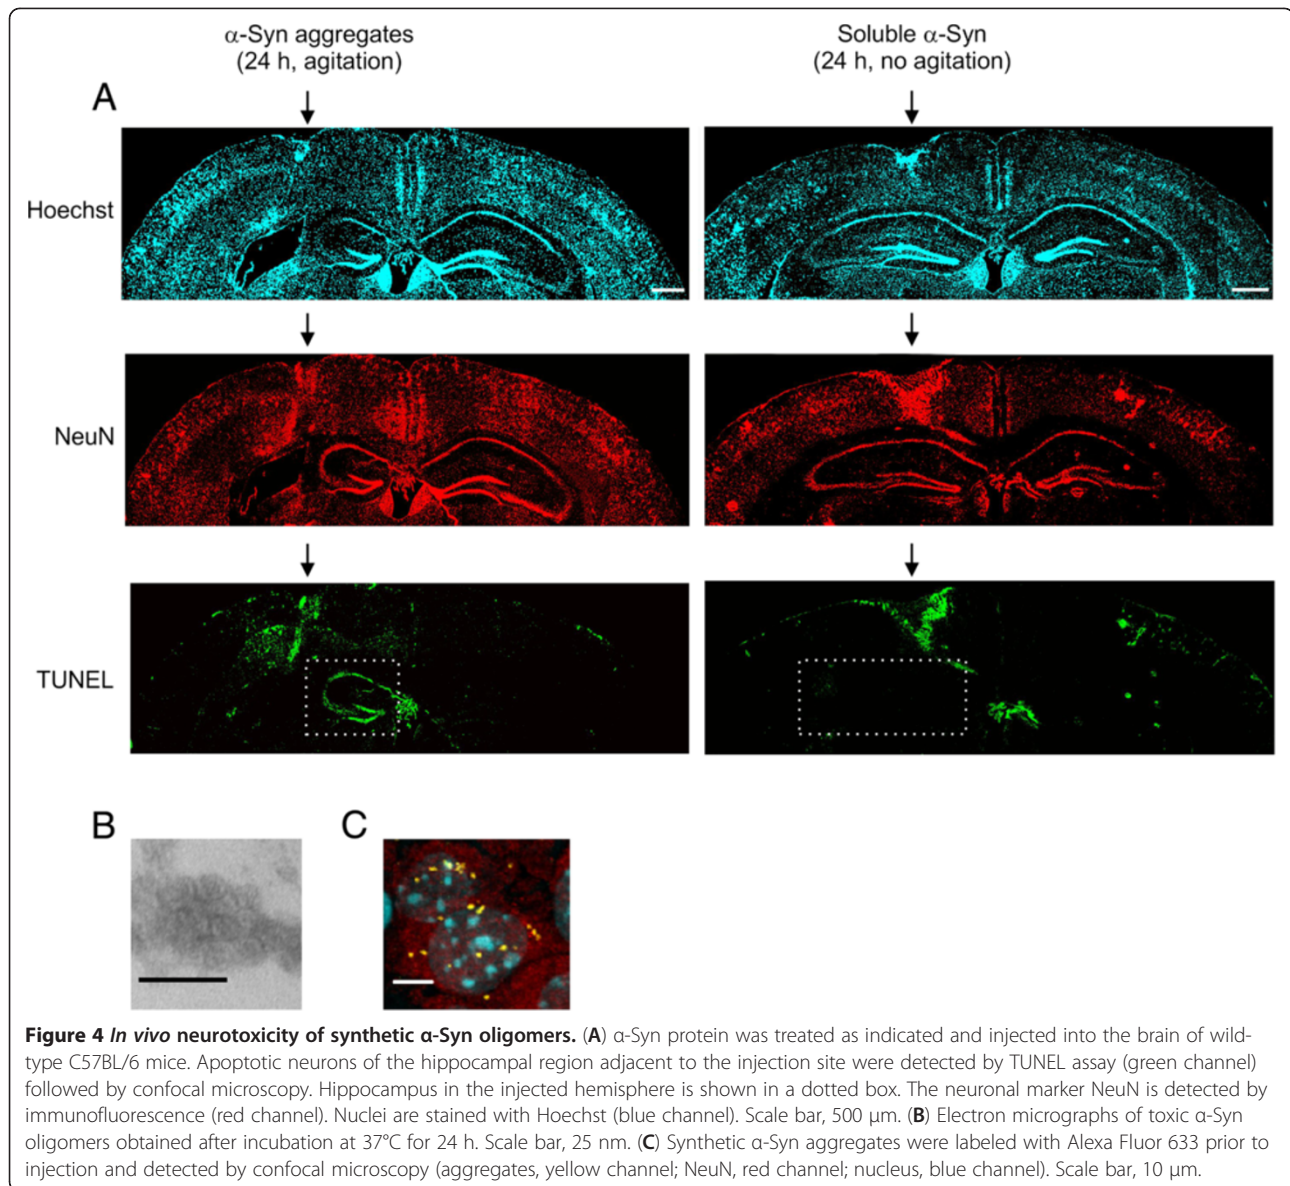 α-Syn aggregates
(24 h, agitation)
Soluble α-Syn
(24 h, no agitation)
A
Hoechst
NeuN
TUNEL
B
C
Figure 4 In vivo neurotoxicity of synthetic α-Syn oligomers. (A) α-Syn protein was treated as indicated and injected into the brain of wild-
type C57BL/6 mice. Apoptotic neurons of the hippocampal region adjacent to the injection site were detected by TUNEL assay (green channel)
followed by confocal microscopy. Hippocampus in the injected hemisphere is shown in a dotted box. The neuronal marker NeuN is detected by
immunofluorescence (red channel). Nuclei are stained with Hoechst (blue channel). Scale bar, 500 μm. (B) Electron micrographs of toxic α-Syn
oligomers obtained after incubation at 37°C for 24 h. Scale bar, 25 nm. (C) Synthetic α-Syn aggregates were labeled with Alexa Fluor 633 prior to
injection and detected by confocal microscopy (aggregates, yellow channel; NeuN, red channel; nucleus, blue channel). Scale bar, 10 μm.